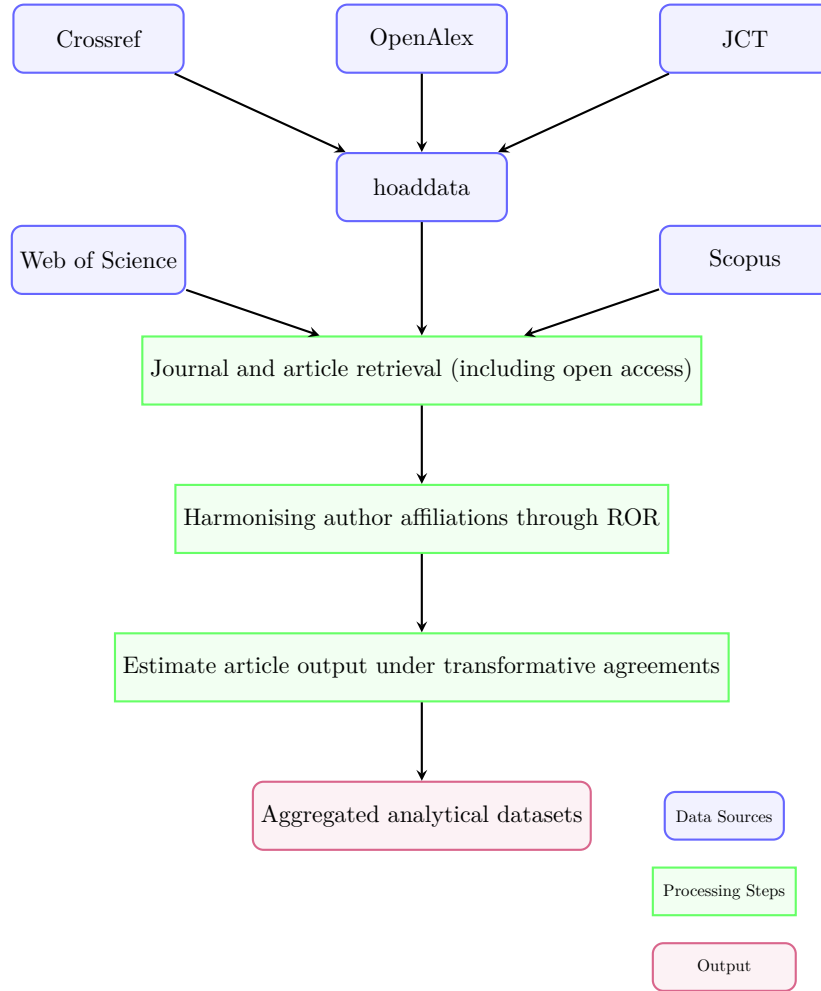 Crossref
OpenAlex
JCT
hoaddata
Web of Science
Scopus
Journal and article retrieval (including open access)
Harmonising author affiliations through ROR
Estimate article output under transformative agreements
Aggregated analytical datasets
Data Sources
Processing Steps
Output